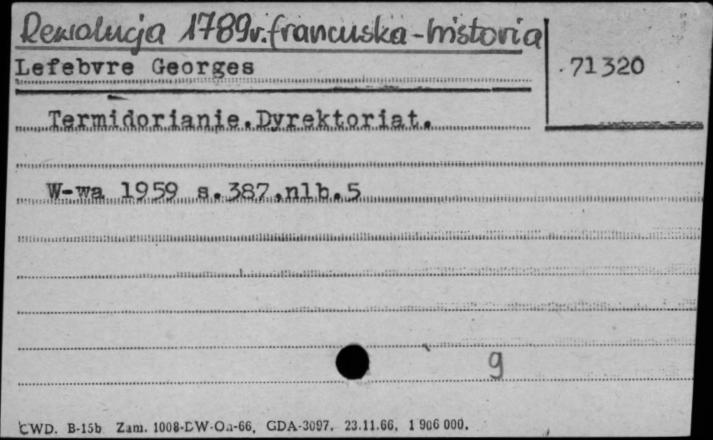 Rewolucja 1789r. francuska - historia
Lefebvre Georges
71320
Termidorianie.Dyrektoriat.
W-wa 1959 s.387,nlb.5
9
CWD. B-15b Zam. 1008-DW-Oa-66, GDA-3097. 23.11.66. 1 906 000.